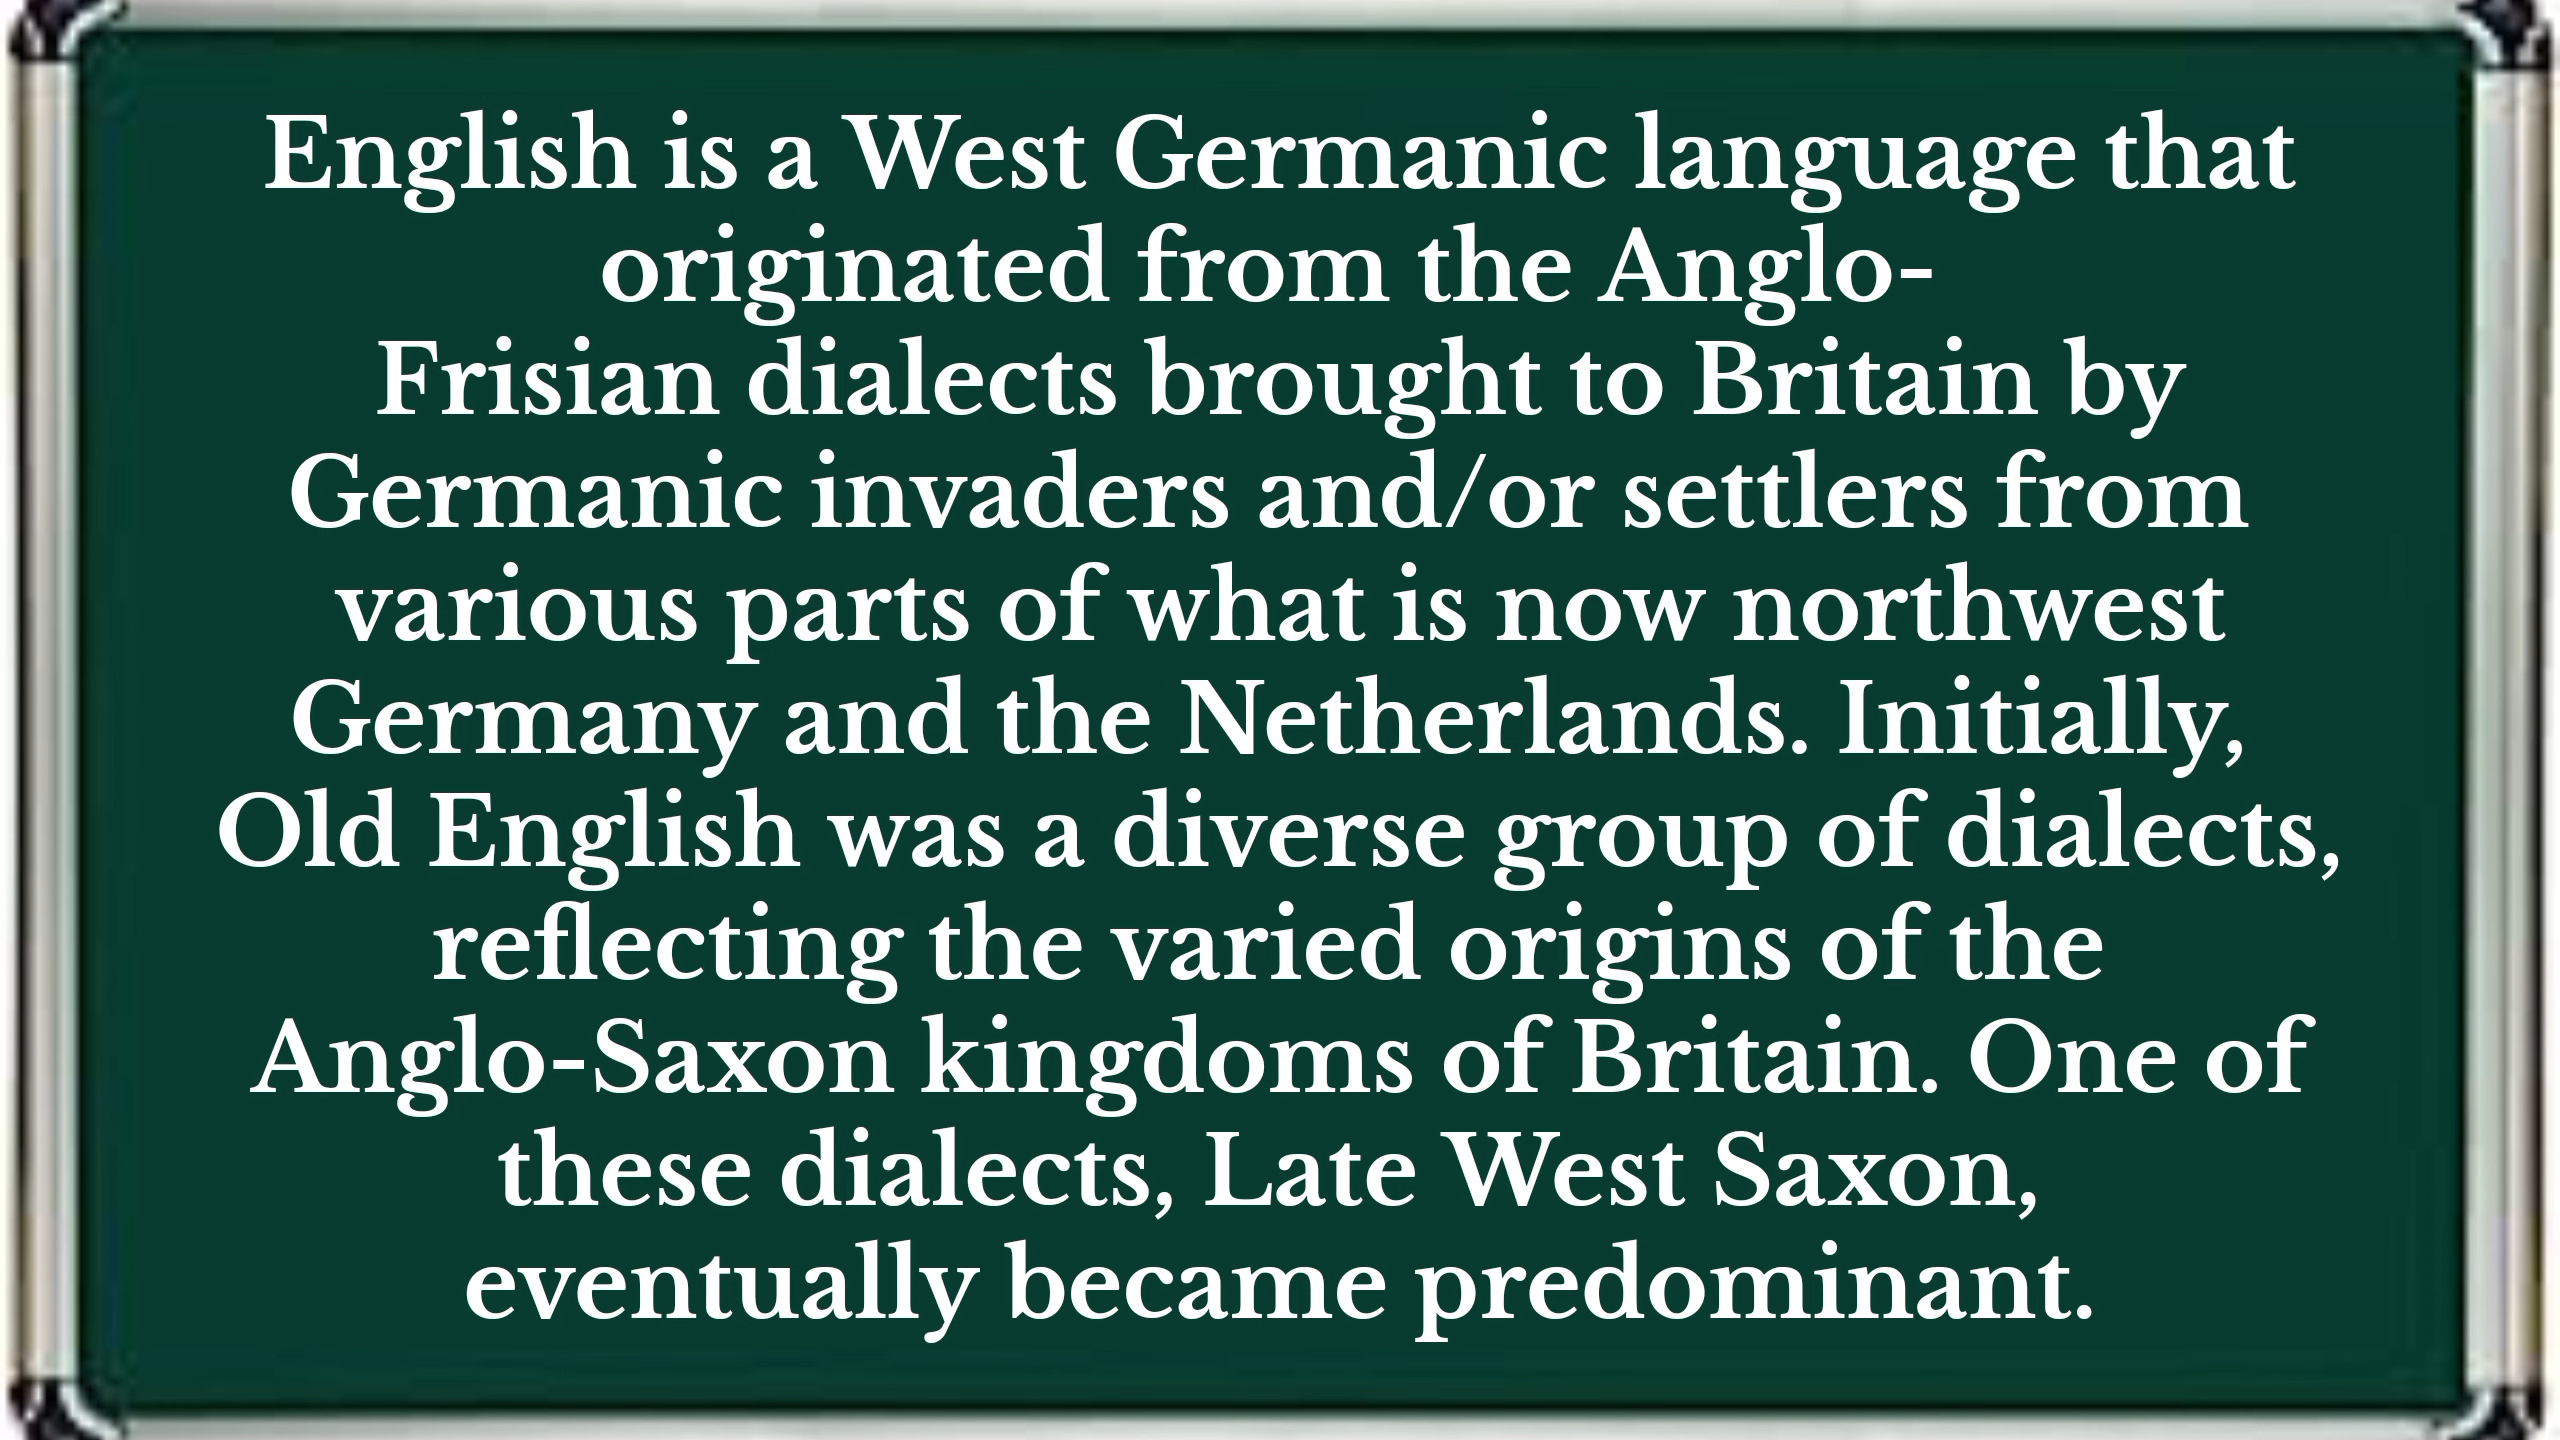 English is a West Germanic language that
originated from the Anglo-
Frisian dialects brought to Britain by
Germanic invaders and/or settlers from
various parts of what is now northwest
Germany and the Netherlands. Initially,
Old English was a diverse group of dialects,
reflecting the varied origins of the
Anglo-Saxon kingdoms of Britain. One of
these dialects, Late West Saxon,
eventually became predominant.